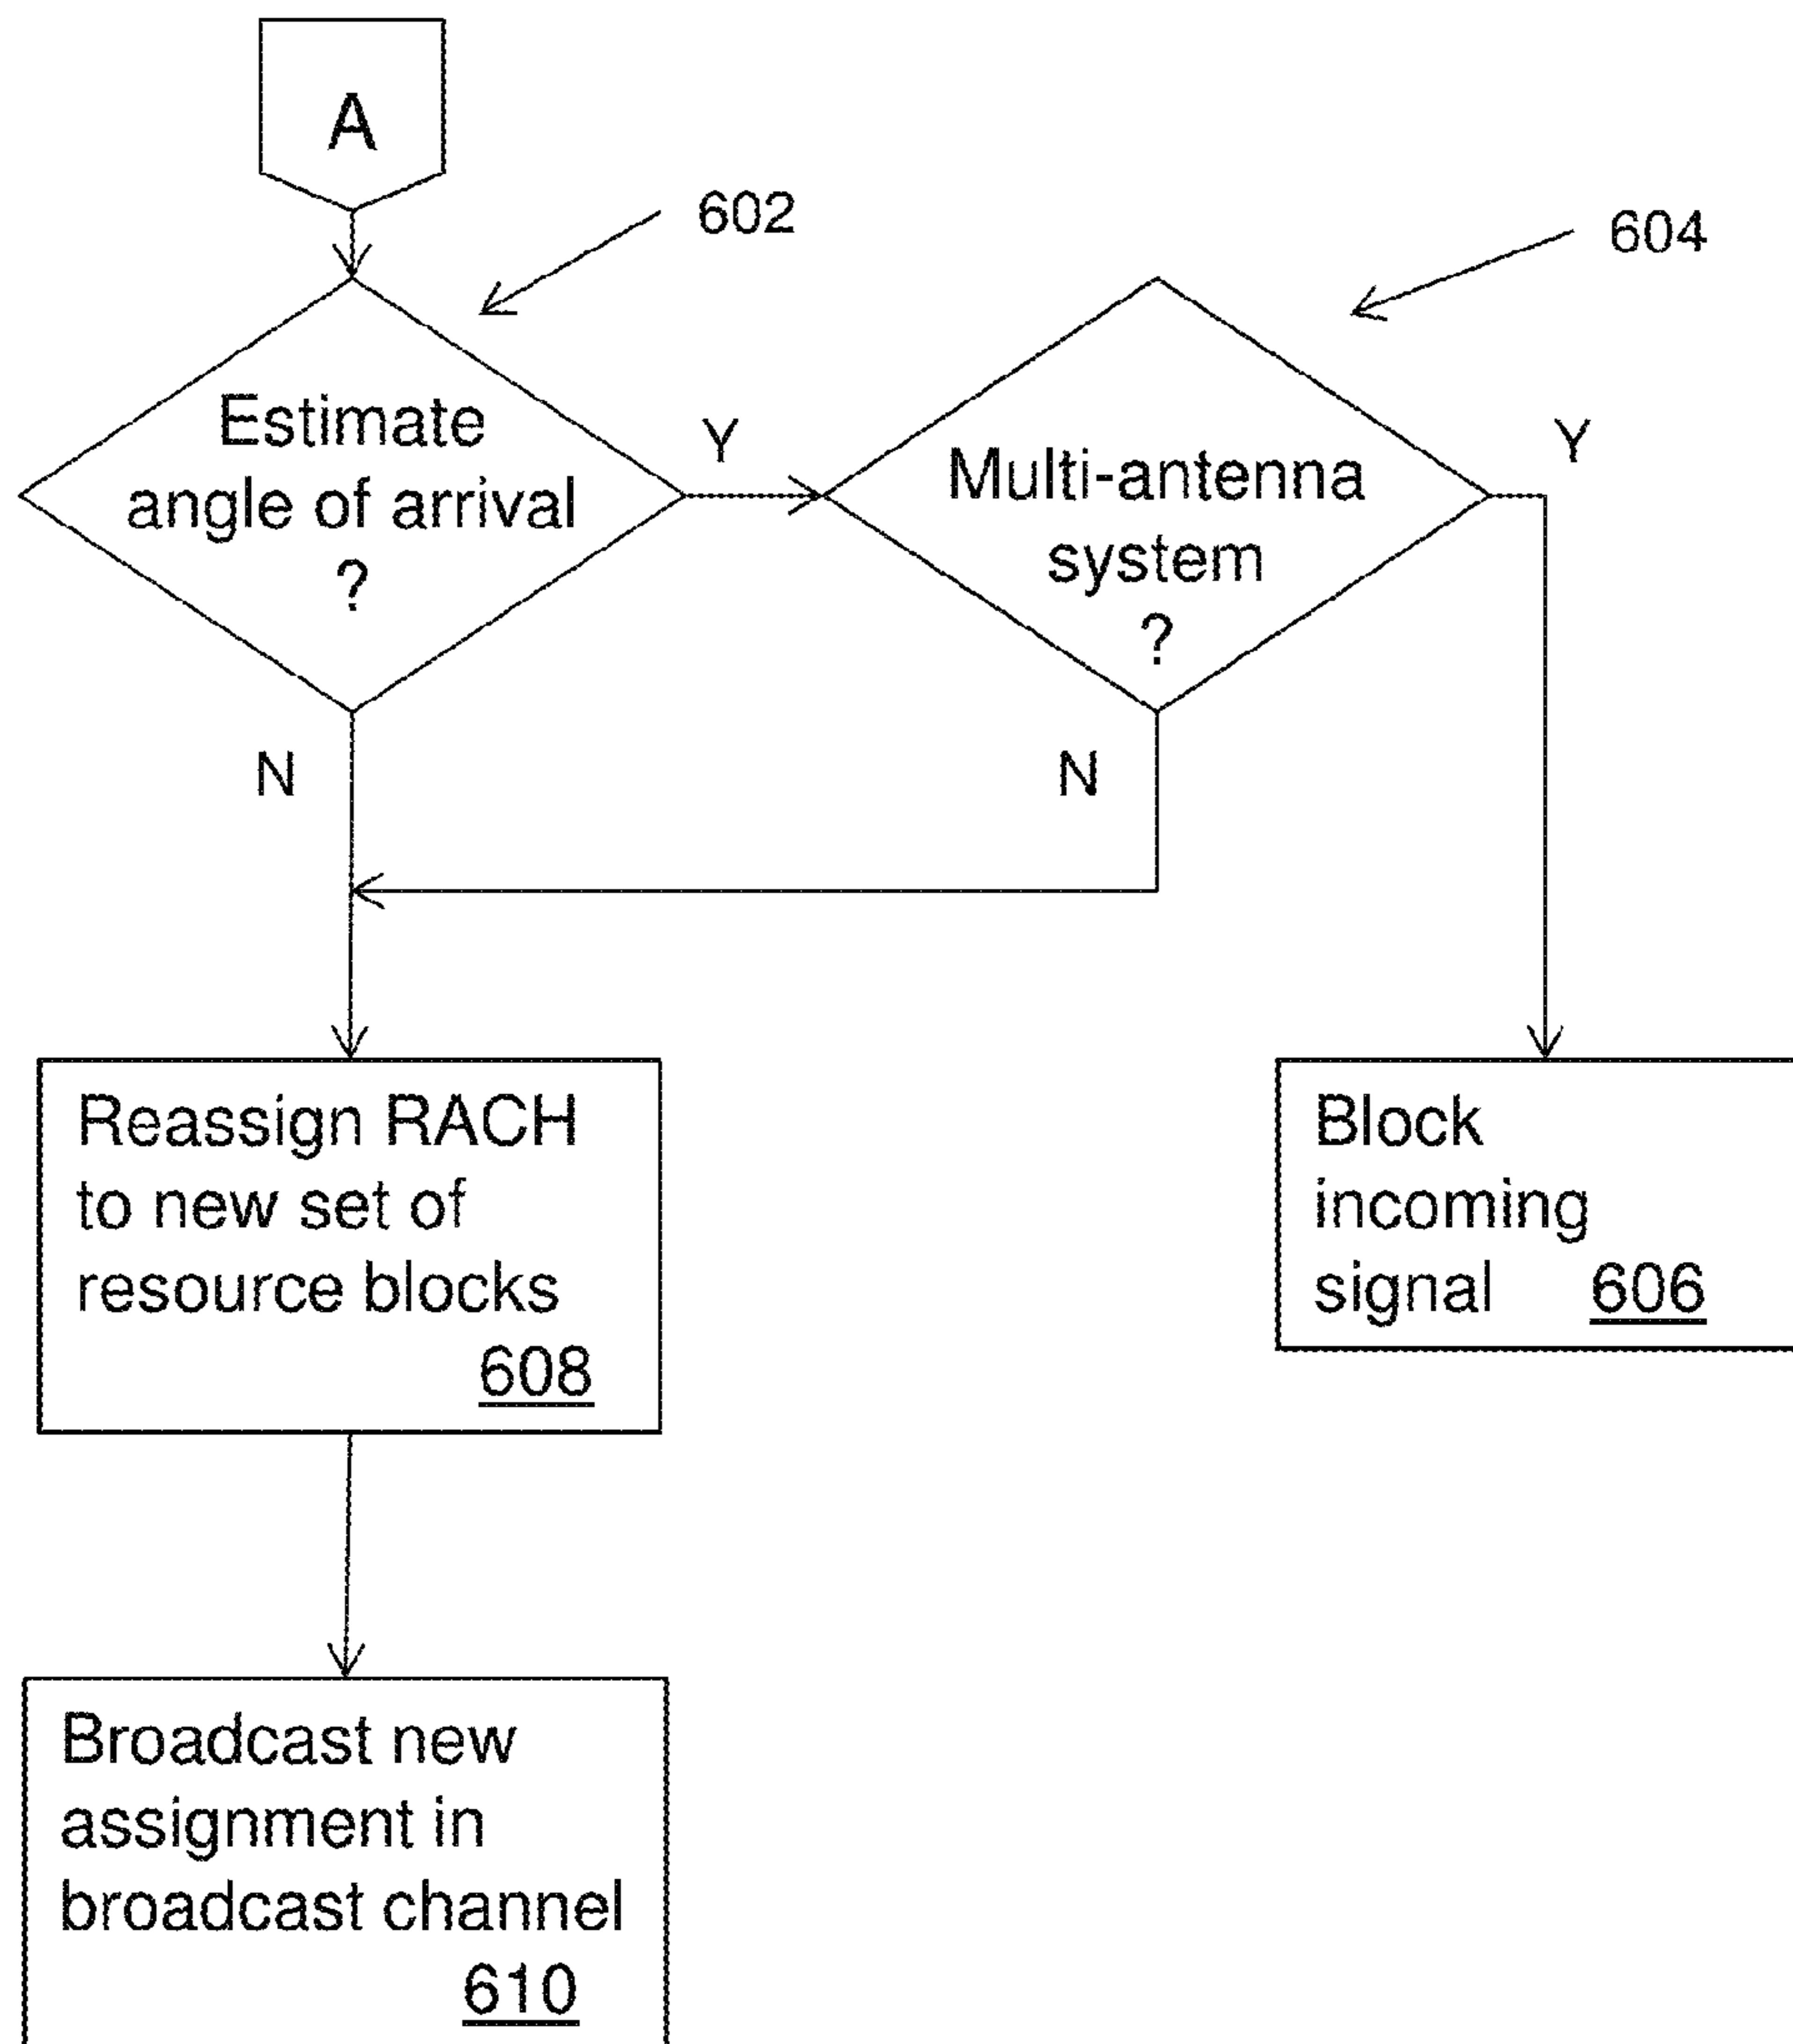 A
602
604
Estimate
angle of arrival
?
Y
Multi-antenna
system
?
Y
N
N
Reassign RACH
to new set of
resource blocks
608
Block
incoming
signal 606
Broadcast new
assignment in
broadcast channel
610